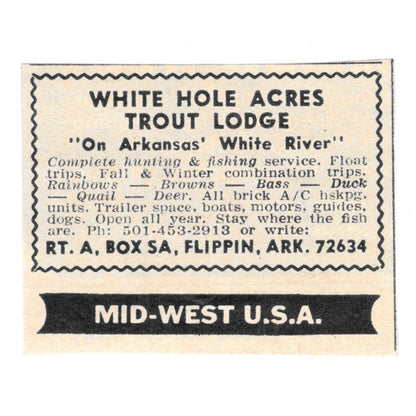 WHITE HOLE ACRES
TROUT LODGE
"On Arkansas' White River"
Complete hunting & fishing service. Float
trips, Fall & Winter combination trips.
Rainbows — Browns — Bass — Duck
— Quail — Deer. All brick A/C hskpg.
units. Trailer space, boats, motors, guides,
dogs. Open all year. Stay where the fish
are. Ph: 501-453-2913 or write:
RT. A, BOX SA, FLIPPIN, ARK. 72634
MID-WEST U.S.A.